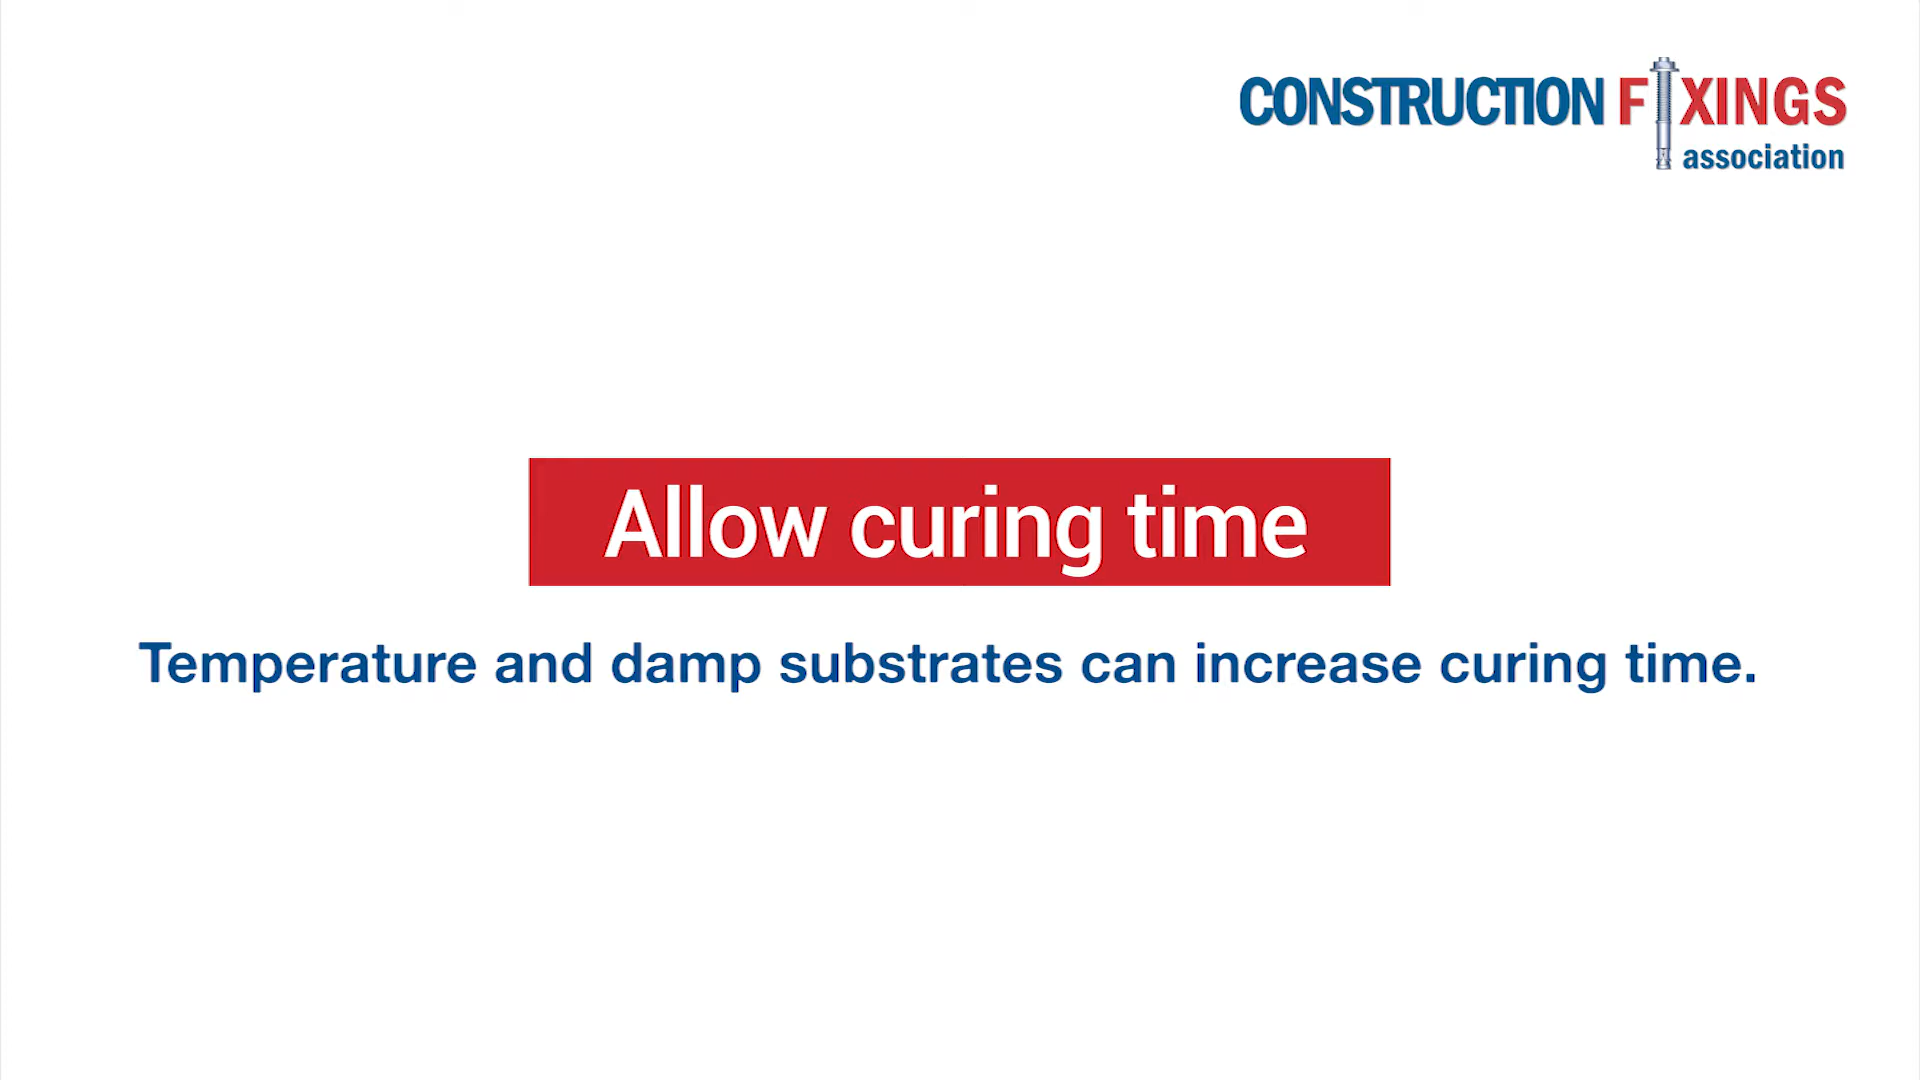 CONSTRUCTION FIXINGS
association
Allow curing time
Temperature and damp substrates can increase curing time.